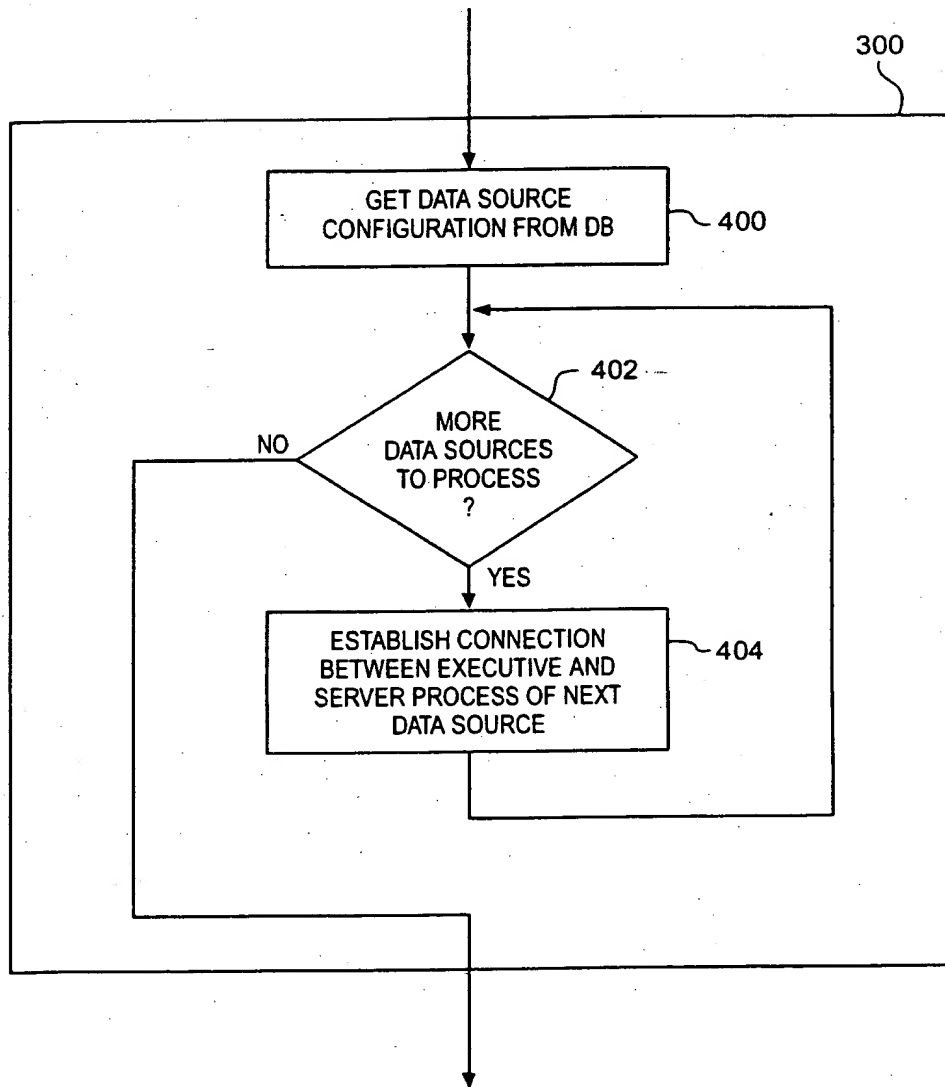 300
GET DATA SOURCE
CONFIGURATION FROM DB
400
402
MORE
DATA SOURCES
TO PROCESS
?
NO
YES
ESTABLISH CONNECTION
BETWEEN EXECUTIVE AND
SERVER PROCESS OF NEXT
DATA SOURCE
404